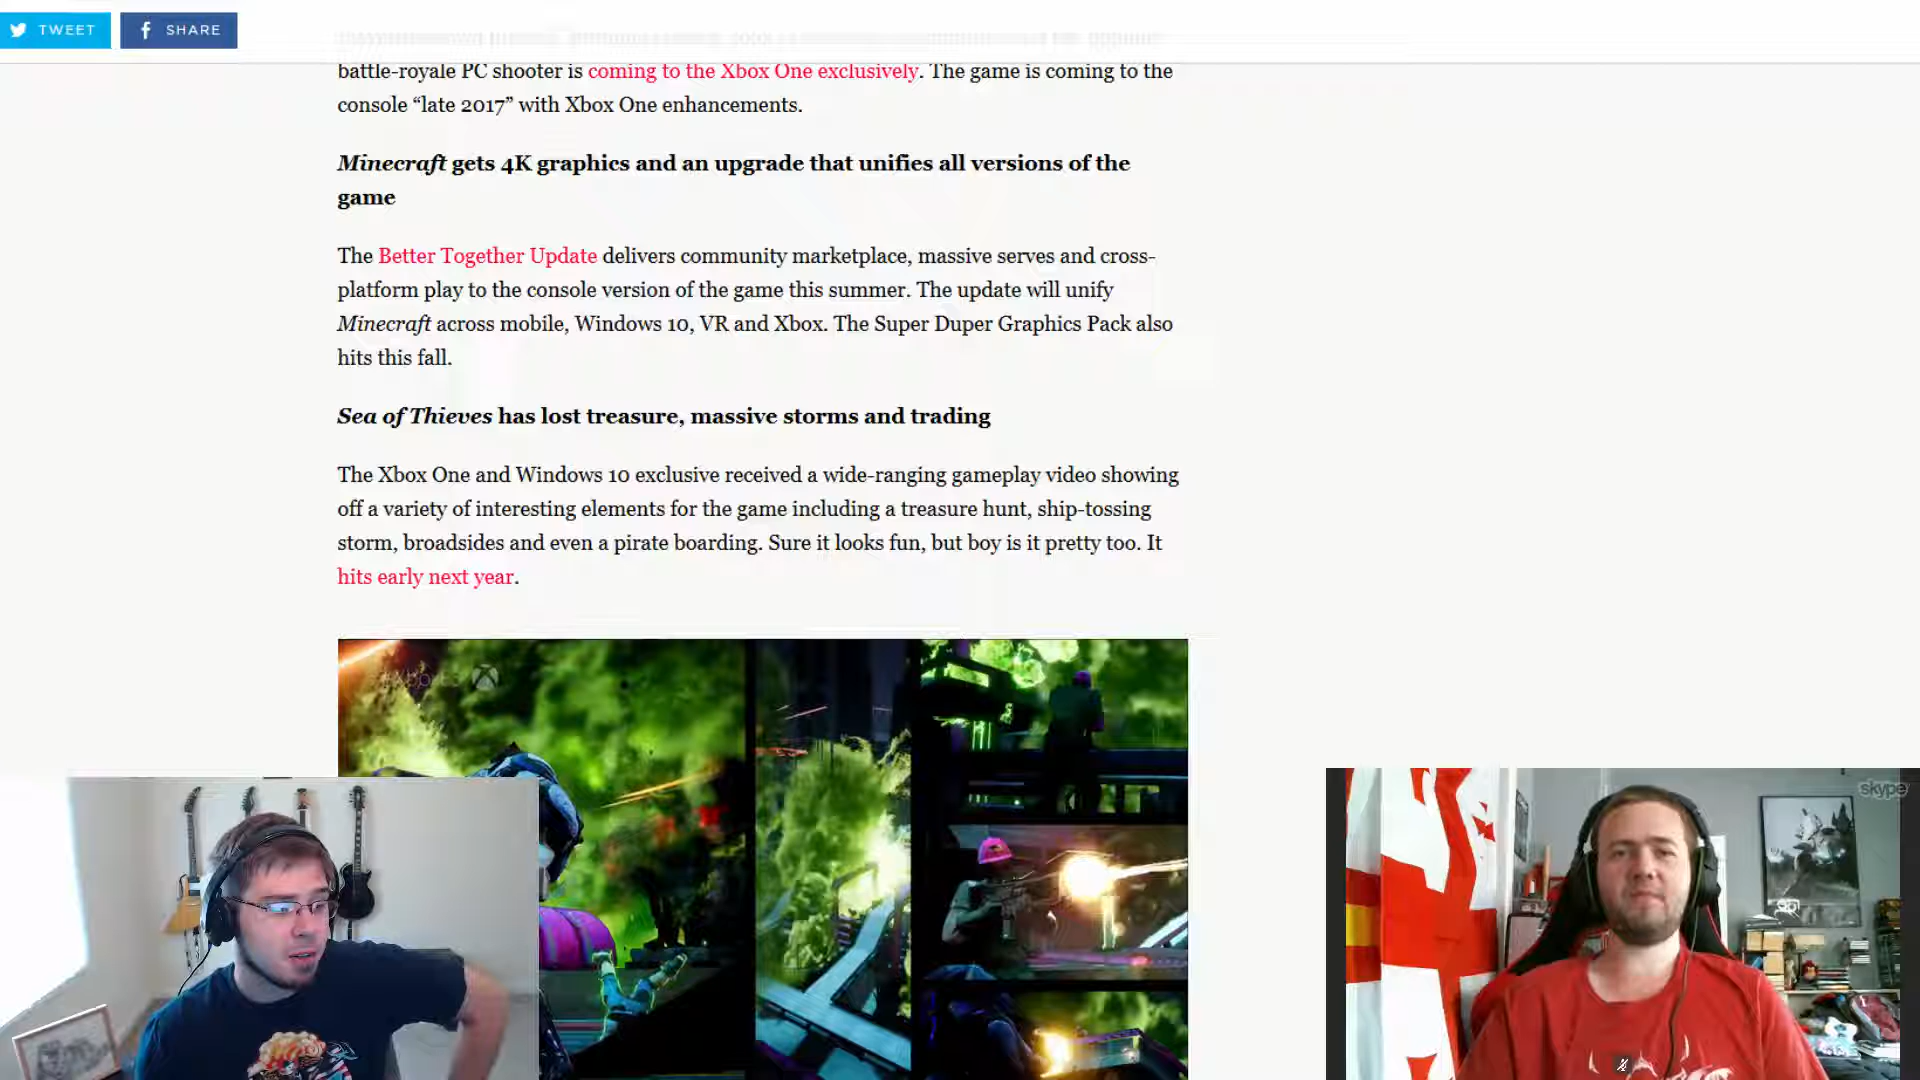 TWEET
SHARE
battle-royale PC shooter is coming to the Xbox One exclusively. The game is coming to the
console “late 2017” with Xbox One enhancements.
Minecraft gets 4K graphics and an upgrade that unifies all versions of the
game
The Better Together Update delivers community marketplace, massive serves and cross-
platform play to the console version of the game this summer. The update will unify
Minecraft across mobile, Windows 10, VR and Xbox. The Super Duper Graphics Pack also
hits this fall.
Sea of Thieves has lost treasure, massive storms and trading
The Xbox One and Windows 10 exclusive received a wide-ranging gameplay video showing
off a variety of interesting elements for the game including a treasure hunt, ship-tossing
storm, broadsides and even a pirate boarding. Sure it looks fun, but boy is it pretty too. It
hits early next year.
skype